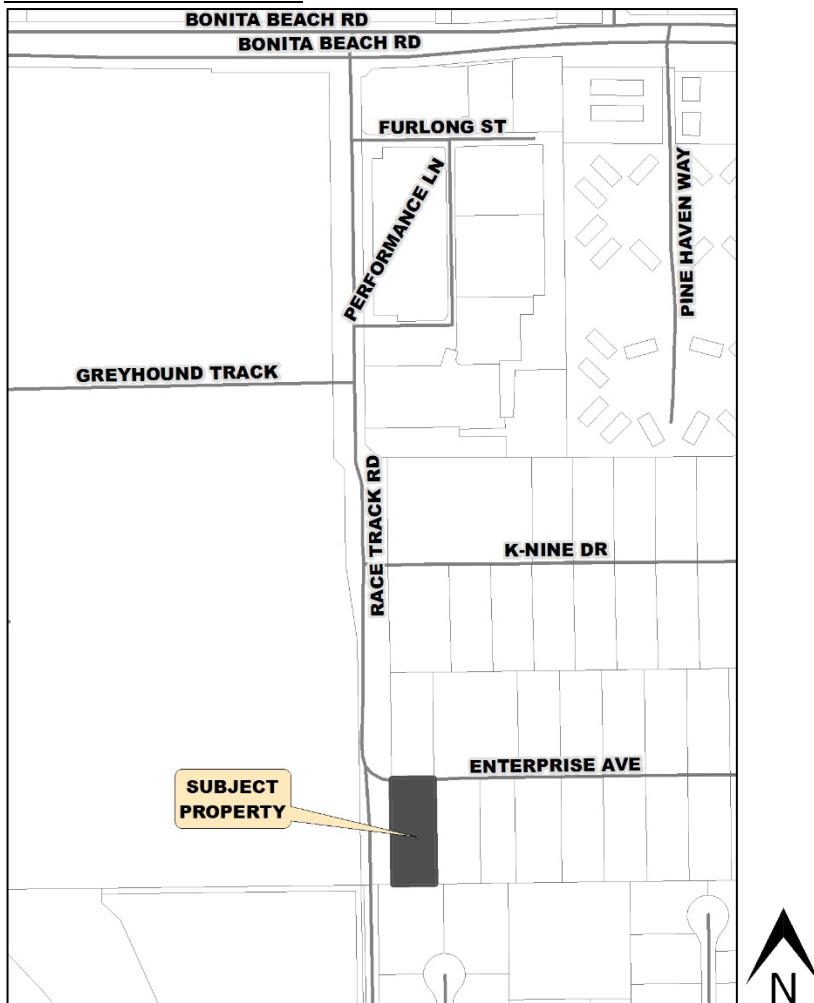 BONITA BEACH RD
BONITA BEACH RD
FURLONG ST
PERFORMANCE LN
PINE HAVEN WAY
GREYHOUND TRACK
RACE TRACK RD
K-NINE DR
ENTERPRISE AVE
SUBJECT
PROPERTY
N